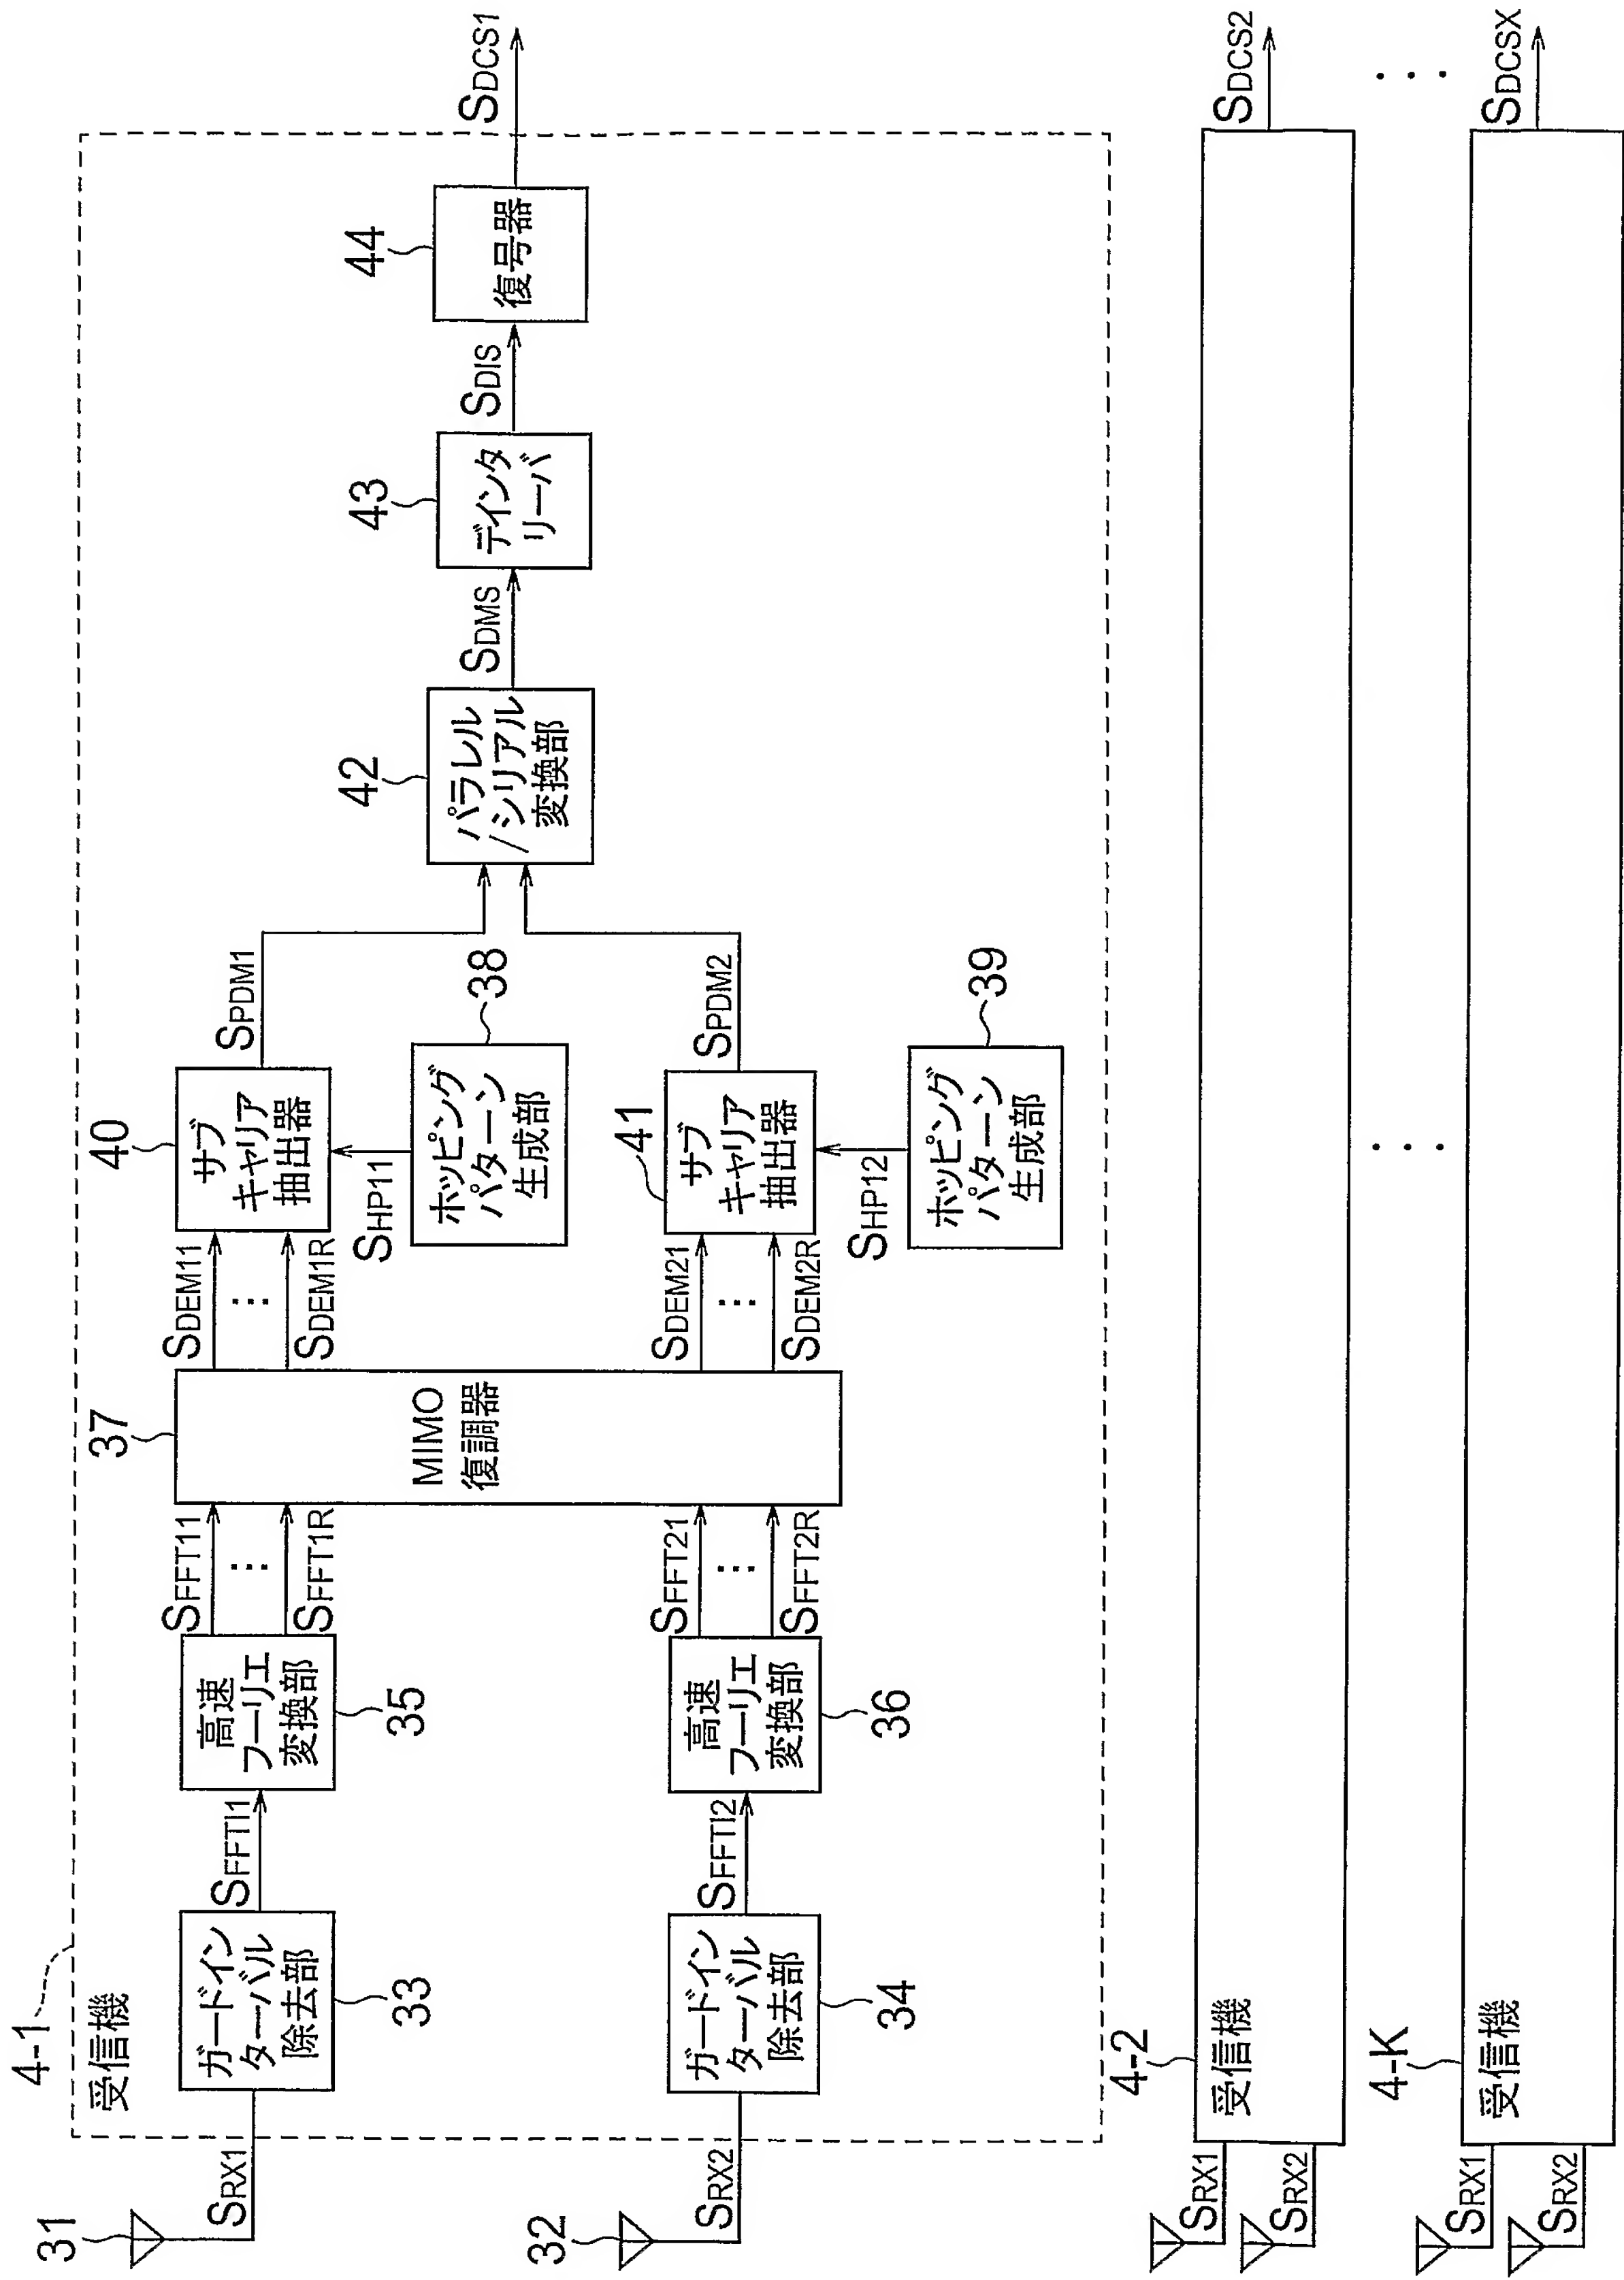 4-1
受信機
31
SRX1
ガードイン
ターバル
除去部
33
SFFTI1
高速
フーリエ
変換部
35
SFFT11
⋮
SFFT1R
32
SRX2
ガードイン
ターバル
除去部
34
SFFTI2
高速
フーリエ
変換部
36
SFFT21
⋮
SFFT2R
37
MIMO
復調器
SDEM11
⋮
SDEM1R
40
サブ
キャリア
抽出器
SHP11
ホッピング
パターン
生成部
38
SPDM1
SDEM21
⋮
SDEM2R
41
サブ
キャリア
抽出器
SHP12
ホッピング
パターン
生成部
39
SPDM2
42
パラレル
/シリアル
変換部
SDMS
43
デインタ
リーバ
SDIS
44
復号器
SDCS1
4-2
受信機
SRX1
SRX2
SDCS2
⋯
⋯
4-K
受信機
SRX1
SRX2
SDCSX